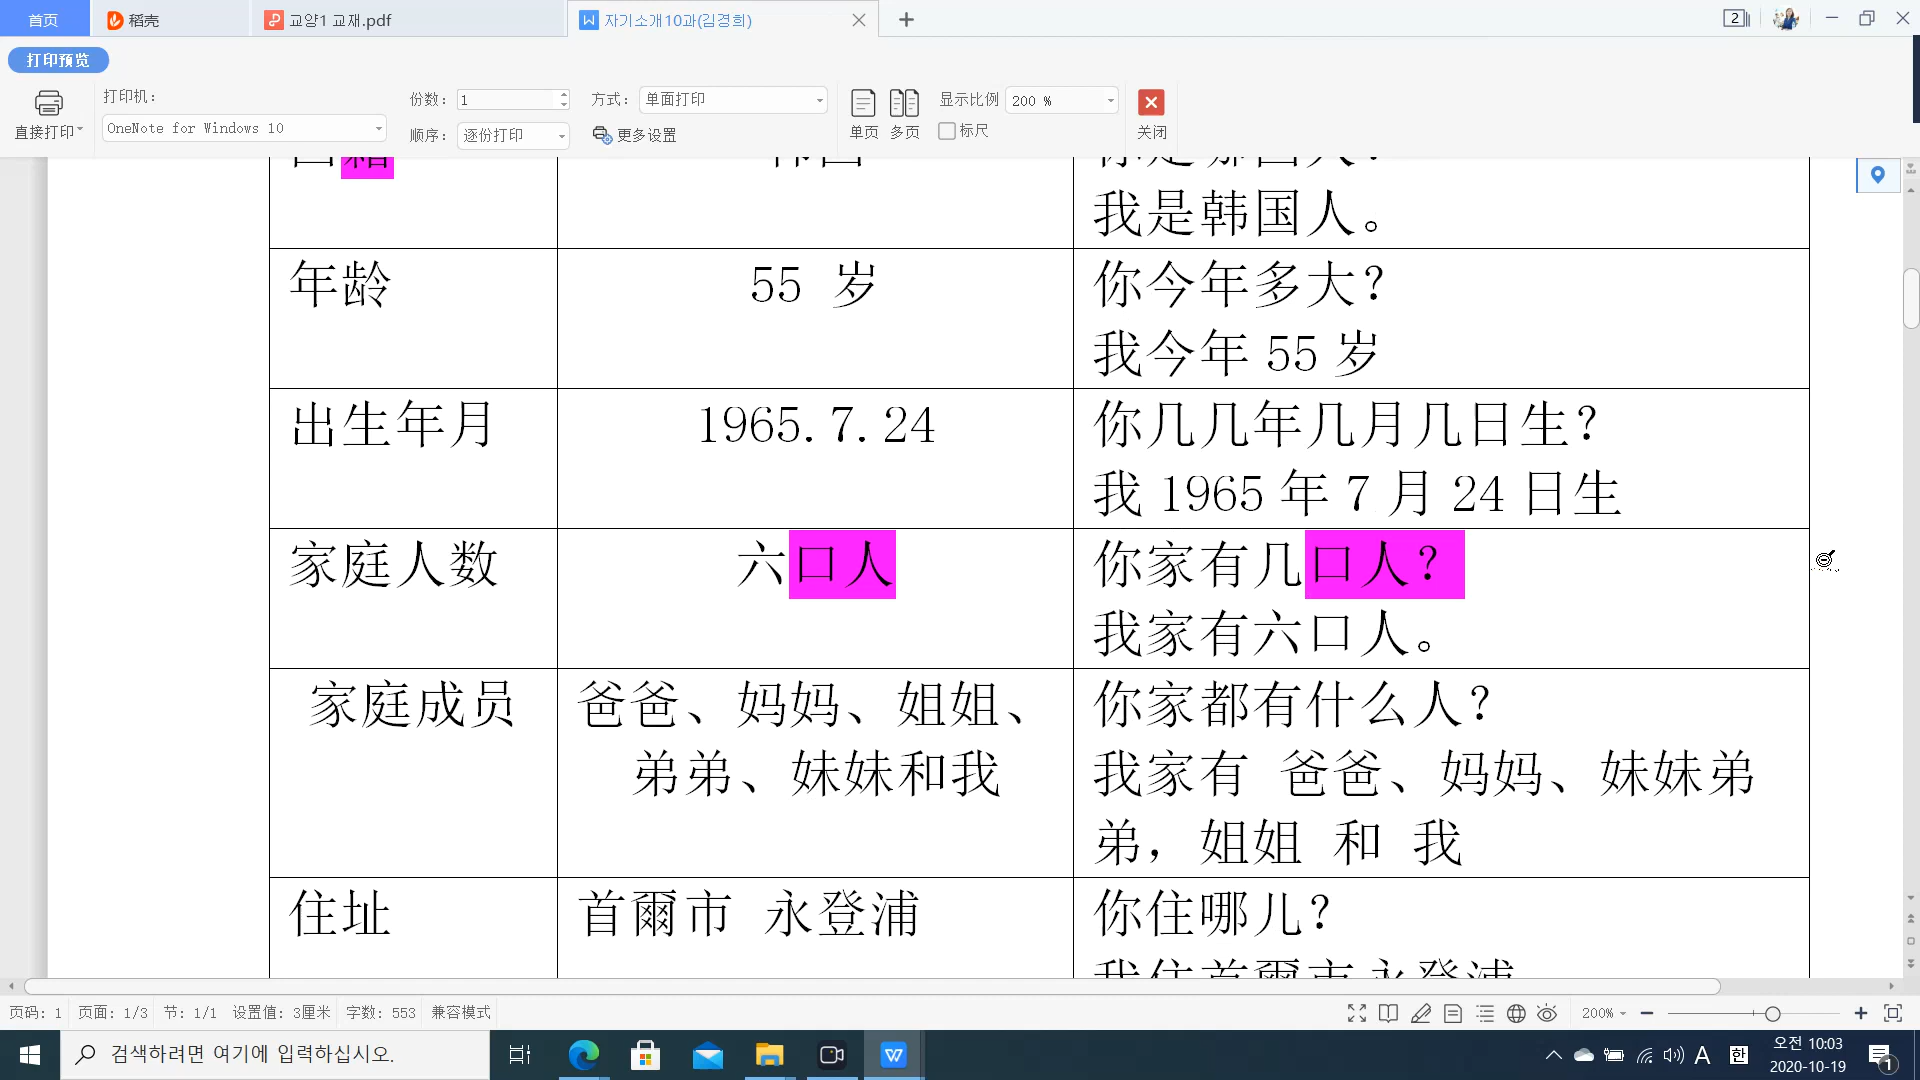 首页
稻壳
교양1 교재.pdf
자기소개10과(김경희)
2
打印预览
直接打印
打印机：
OneNote for Windows 10
份数：
1
顺序：
逐份打印
方式：
单面打印
更多设置
单页
多页
显示比例
200 %
标尺
关闭
我是韩国人。
年龄
55 岁
你今年多大？
我今年 55 岁
出生年月
1965.7.24
你几几年几月几日生？
我 1965 年 7 月 24 日生
家庭人数
六口人
你家有几口人？
我家有六口人。
家庭成员
爸爸、妈妈、姐姐、
弟弟、妹妹和我
你家都有什么人？
我家有 爸爸、妈妈、妹妹弟
弟，姐姐 和 我
住址
首爾市 永登浦
你住哪儿？
我住首爾市永登浦
页码: 1
页面: 1/3
节: 1/1
设置值: 3厘米
字数: 553
兼容模式
200%
검색하려면 여기에 입력하십시오.
A
한
오전 10:03
2020-10-19
1